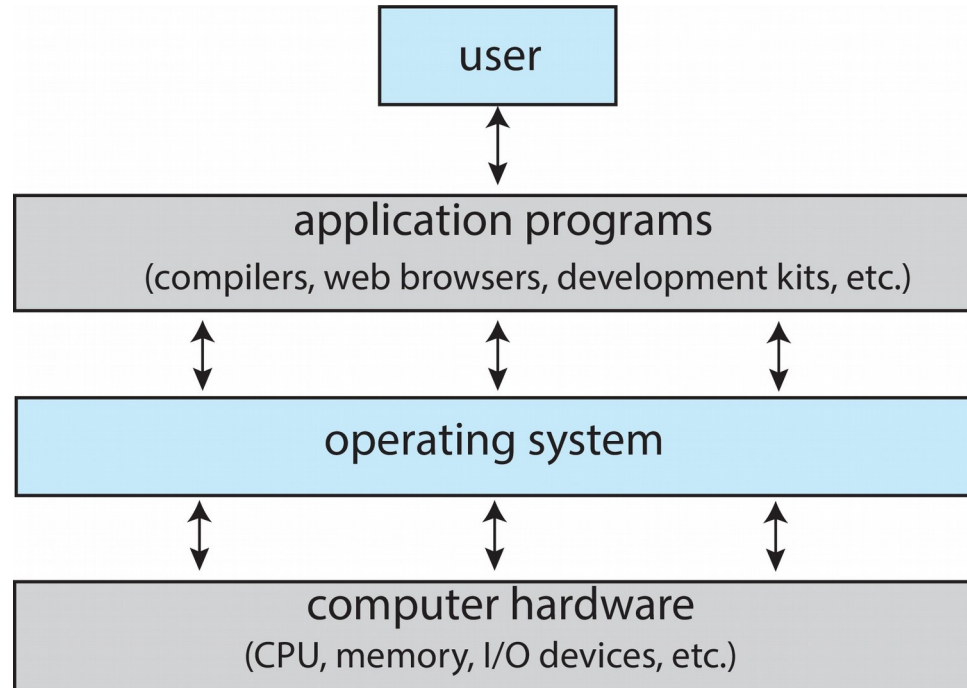 user
application programs
(compilers, web browsers, development kits, etc.)
operating system
computer hardware
(CPU, memory, I/O devices, etc.)